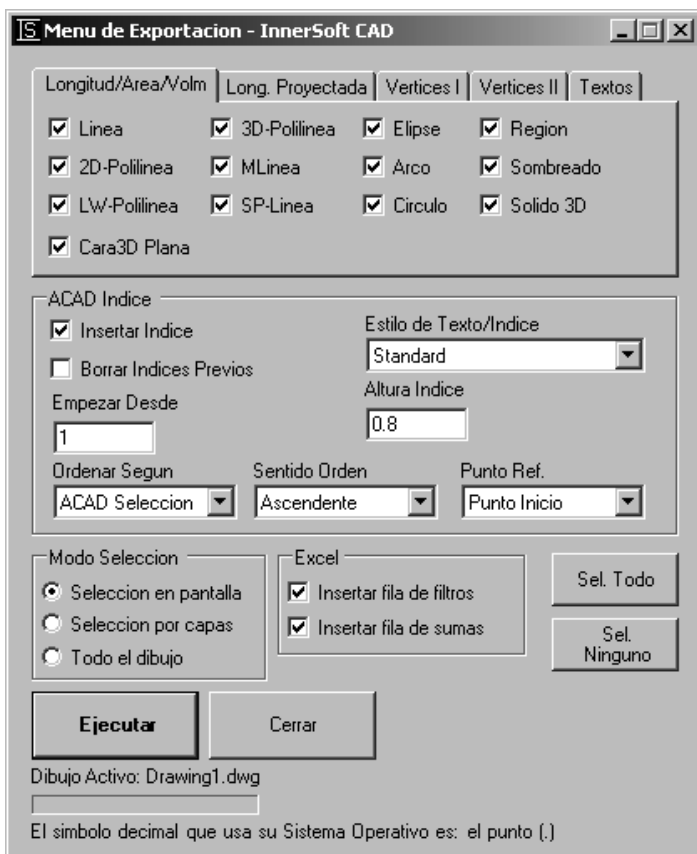 IS Menu de Exportacion - InnerSoft CAD
Longitud/Area/Volm Long. Proyectada Vertices I Vertices II Textos
Linea 3D-Polilinea Elipse Region
2D-Polilinea MLinea Arco Sombreado
LW-Polilinea SP-Linea Circulo Solido 3D
Cara3D Plana
ACAD Indice
Insertar Indice
Borrar Indices Previos
Empezar Desde
1
Estilo de Texto/Indice
Standard
Altura Indice
0.8
Ordenar Segun Sentido Orden Punto Ref.
ACAD Seleccion Ascendente Punto Inicio
Modo Seleccion
Seleccion en pantalla
Seleccion por capas
Todo el dibujo
Excel
Insertar fila de filtros
Insertar fila de sumas
Sel. Todo
Sel.
Ninguno
Ejecutar Cerrar
Dibujo Activo: Drawing1.dwg
El simbolo decimal que usa su Sistema Operativo es: el punto (.)